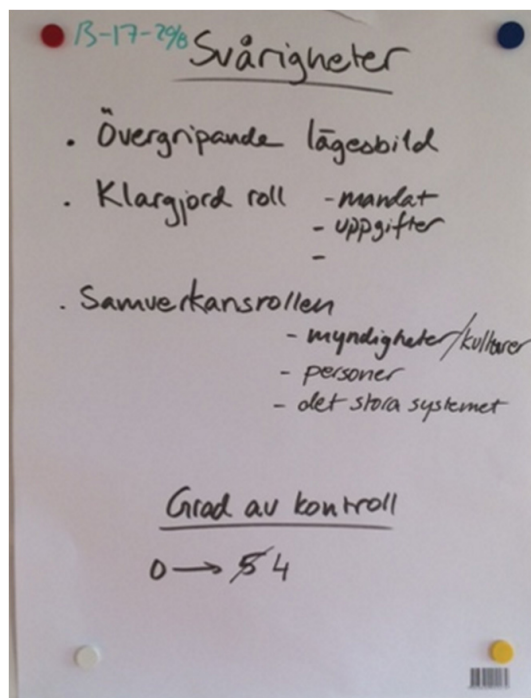 B-17-29/8
Svårigheter
• Övergripande lägesbild
• Klargjord roll - mandat
- uppgifter
-
• Samverkansrollen
- myndigheter/kulturer
- personer
- det stora systemet
Grad av kontroll
0 → 5 4